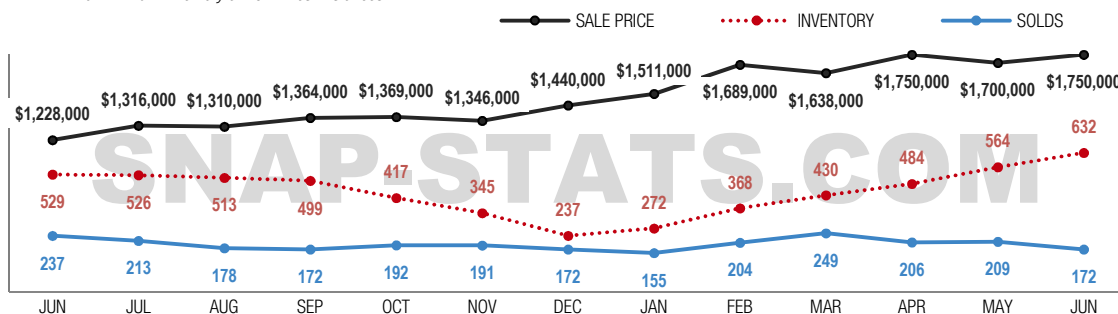 SALE PRICE INVENTORY SOLDS
$1,228,000 $1,316,000 $1,310,000 $1,364,000 $1,369,000 $1,346,000 $1,440,000 $1,511,000 $1,689,000 $1,638,000 $1,750,000 $1,700,000 $1,750,000
SNAP-STATS.COM
529 526 513 499 417 345 237 272 368 430 484 564 632
237 213 178 172 192 191 172 155 204 249 206 209 172
JUN JUL AUG SEP OCT NOV DEC JAN FEB MAR APR MAY JUN